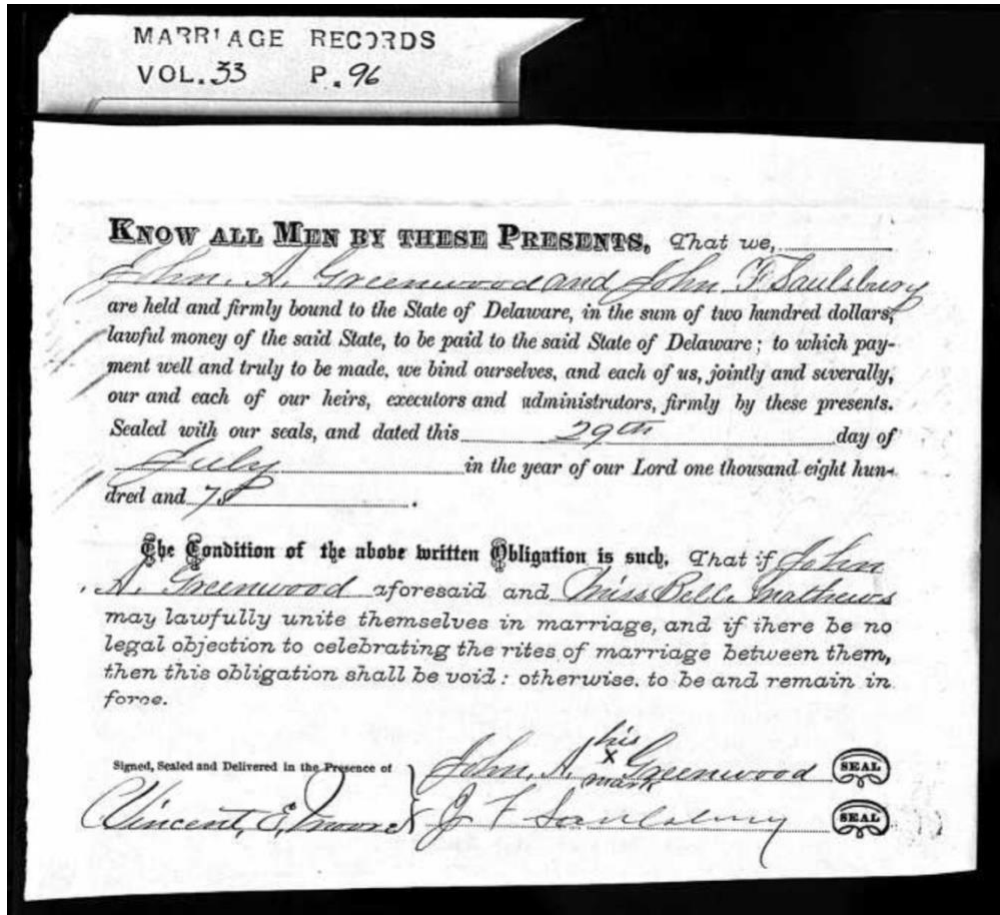 MARRIAGE RECORDS
VOL. 33 P. 96
KNOW ALL MEN BY THESE PRESENTS, That we,
John. A. Greenwood and John F Saulsbury
are held and firmly bound to the State of Delaware, in the sum of two hundred dollars,
lawful money of the said State, to be paid to the said State of Delaware; to which pay-
ment well and truly to be made, we bind ourselves, and each of us, jointly and severally,
our and each of our heirs, executors and administrators, firmly by these presents.
Sealed with our seals, and dated this 29th day of
July in the year of our Lord one thousand eight hun-
dred and
The Condition of the above written Obligation is such, That if John
A. Greenwood aforesaid and Miss Belle Mathews
may lawfully unite themselves in marriage, and if there be no
legal objection to celebrating the rites of marriage between them,
then this obligation shall be void: otherwise. to be and remain in
force.
his
John. A. X Greenwood SEAL
mark
Signed, Sealed and Delivered in the Presence of
Vincent. E. Moore J F Saulsbury SEAL